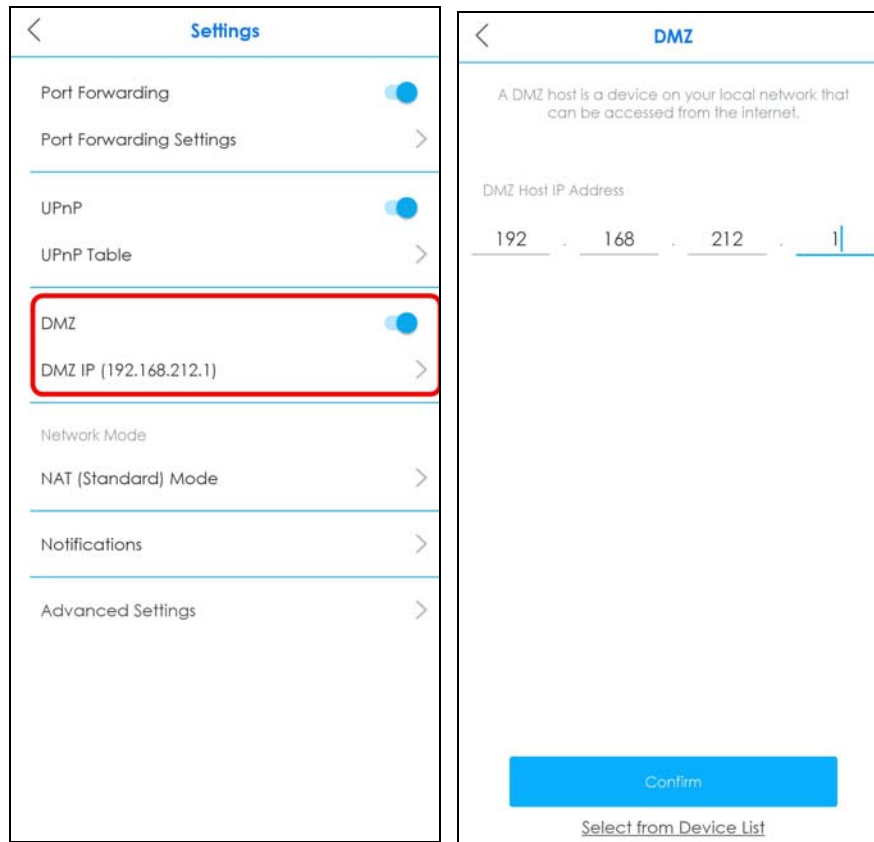 Settings
Port Forwarding
Port Forwarding Settings
UPnP
UPnP Table
DMZ
DMZ IP (192.168.212.1)
Network Mode
NAT (Standard) Mode
Notifications
Advanced Settings
DMZ
A DMZ host is a device on your local network that
can be accessed from the internet.
DMZ Host IP Address
192 . 168 . 212 . 1
Confirm
Select from Device List